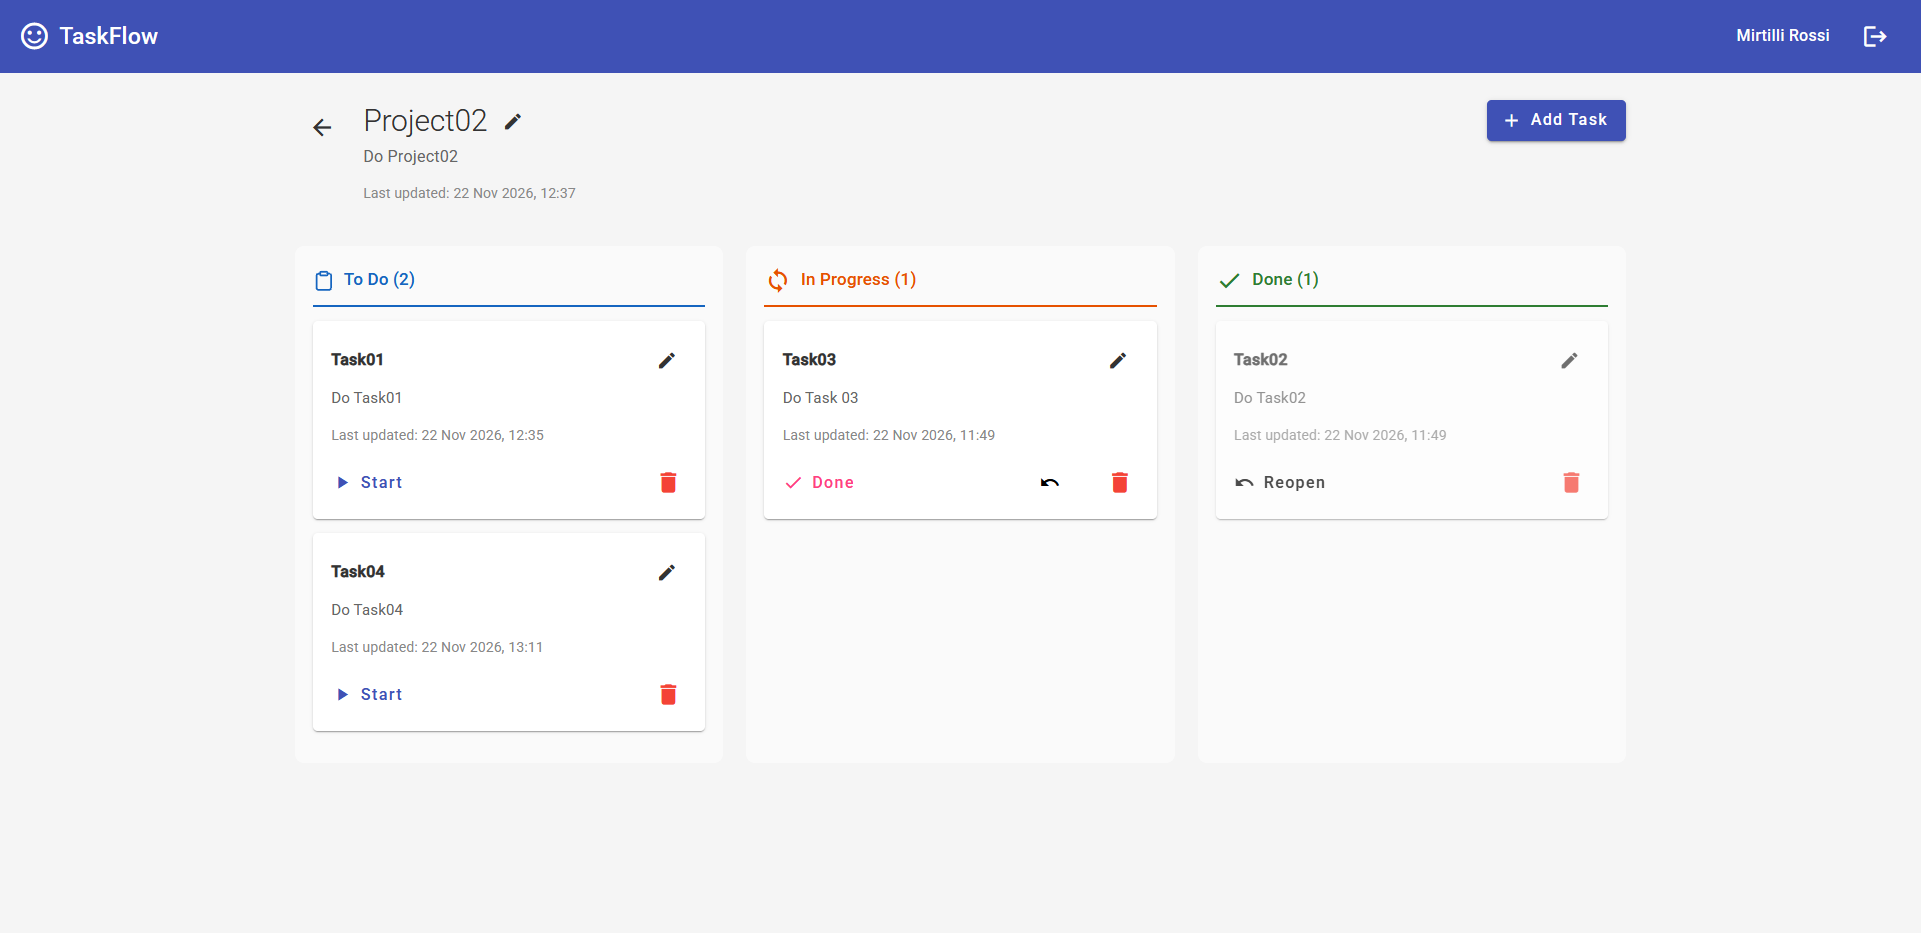 TaskFlow
Mirtilli Rossi
Project02
Do Project02
Last updated: 22 Nov 2026, 12:37
Add Task
To Do (2)
Task01
Do Task01
Last updated: 22 Nov 2026, 12:35
Start
Task04
Do Task04
Last updated: 22 Nov 2026, 13:11
Start
In Progress (1)
Task03
Do Task 03
Last updated: 22 Nov 2026, 11:49
Done
Done (1)
Task02
Do Task02
Last updated: 22 Nov 2026, 11:49
Reopen